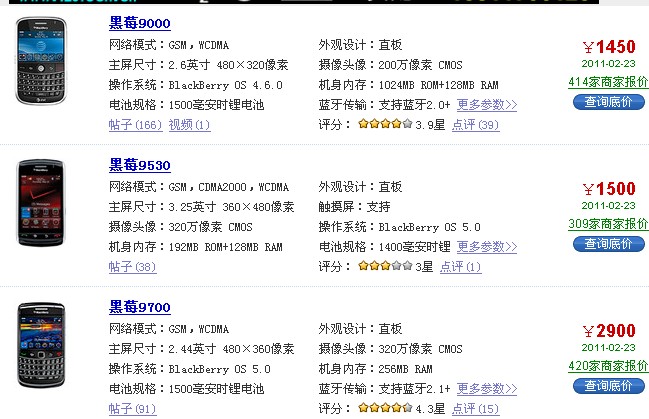 黑莓9000
网络模式：GSM，WCDMA 外观设计：直板 ￥1450
主屏尺寸：2.6英寸 480×320像素 摄像头像：200万像素 CMOS 2011-02-23
操作系统：BlackBerry OS 4.6.0 机身内存：1024MB ROM+128MB RAM 414家商家报价
电池规格：1500毫安时锂电池 蓝牙传输：支持蓝牙2.0+ 更多参数>> 查询底价
帖子(166) 视频(1) 评分： 3.9星 点评(39)
黑莓9530
网络模式：GSM，CDMA2000，WCDMA 外观设计：直板 ￥1500
主屏尺寸：3.25英寸 360×480像素 触摸屏：支持 2011-02-23
摄像头像：320万像素 CMOS 操作系统：BlackBerry OS 5.0 309家商家报价
机身内存：192MB ROM+128MB RAM 电池规格：1400毫安时锂 更多参数>> 查询底价
帖子(38) 评分： 3星 点评(1)
黑莓9700
网络模式：GSM，WCDMA 外观设计：直板 ￥2900
主屏尺寸：2.44英寸 480×360像素 摄像头像：320万像素 CMOS 2011-02-23
操作系统：BlackBerry OS 5.0 机身内存：256MB RAM 420家商家报价
电池规格：1500毫安时锂电池 蓝牙传输：支持蓝牙2.1+ 更多参数>> 查询底价
帖子(91) 评分： 4.3星 点评(15)